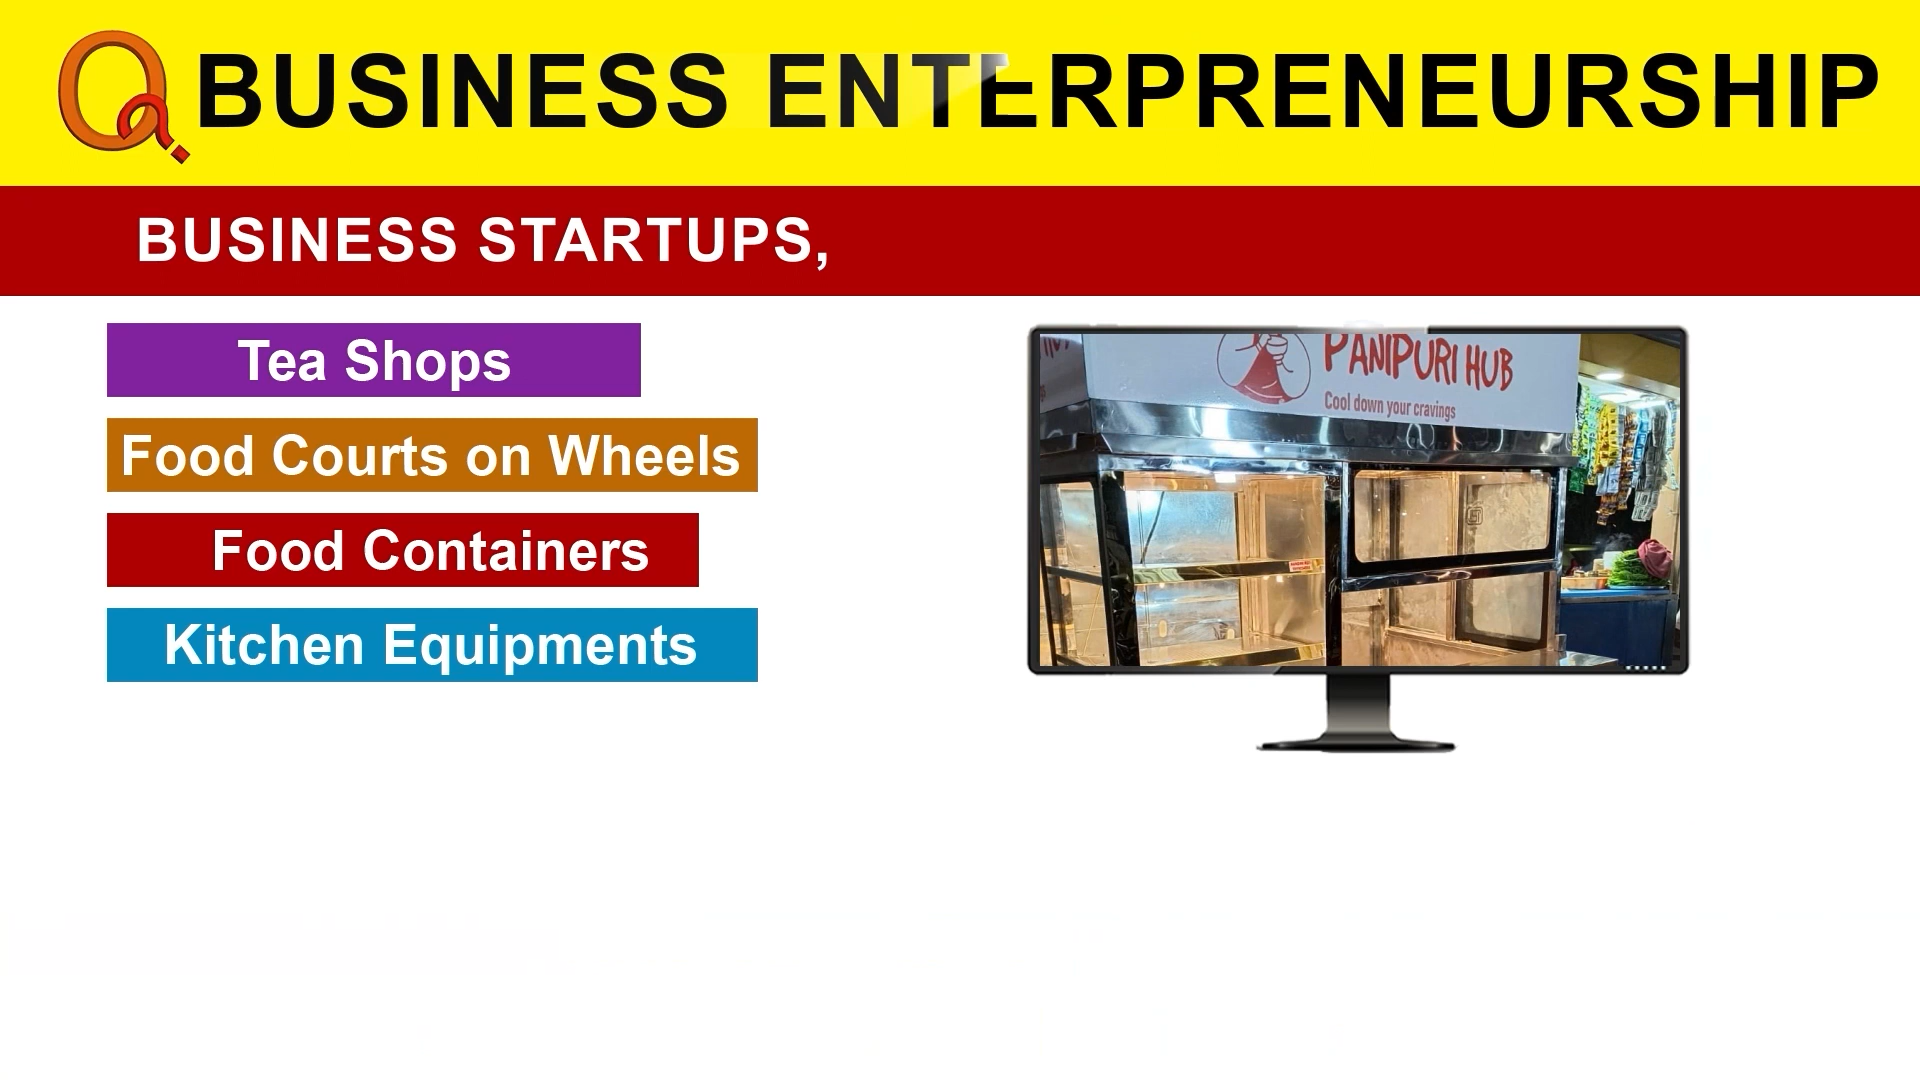 Q BUSINESS ENTERPRENEURSHIP
BUSINESS STARTUPS,
Tea Shops
Food Courts on Wheels
Food Containers
Kitchen Equipments
PANIPURI HUB
Cool down your cravings